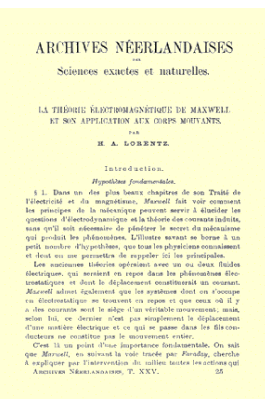 ARCHIVES NÉERLANDAISES
DES
Sciences exactes et naturelles.
LA THÉORIE ÉLECTROMAGNÉTIQUE DE MAXWELL
ET SON APPLICATION AUX CORPS MOUVANTS,
PAR
H. A. LORENTZ.
Introduction.
Hypothèses fondamentales.
§ 1. Dans un des plus beaux chapitres de son Traité de
l'électricité et du magnétisme, Maxwell fait voir comment
les principes de la mécanique peuvent servir à élucider les
questions d'électrodynamique et la théorie des courants induits,
sans qu'il soit nécessaire de pénétrer le secret du mécanisme
qui produit les phénomènes. L'illustre savant se borne à un
petit nombre d'hypothèses, que tous les physiciens connaissent
et dont on me permettra de rappeler ici les principales.
Les anciennes théories opéraient avec un ou deux fluides
électriques, qui seraient en repos dans les phénomènes élec-
trostatiques et dont le déplacement constituerait un courant.
Maxwell admet également que les systèmes dont on s'occupe
en électrostatique se trouvent en repos et que ceux où il y
a des courants sont le siège d'un véritable mouvement; mais,
selon lui, ce dernier n'est pas simplement le déplacement
d'une matière électrique et ce qui se passe dans les fils con-
ducteurs ne constitue pas le mouvement entier.
C'est là un point d'une importance fondamentale. On sait
que Maxwell, en suivant la voie tracée par Faraday, cherche
à expliquer par l'intervention du milieu toutes les actions qui
ARCHIVES NÉERLANDAISES, T. XXV. 25